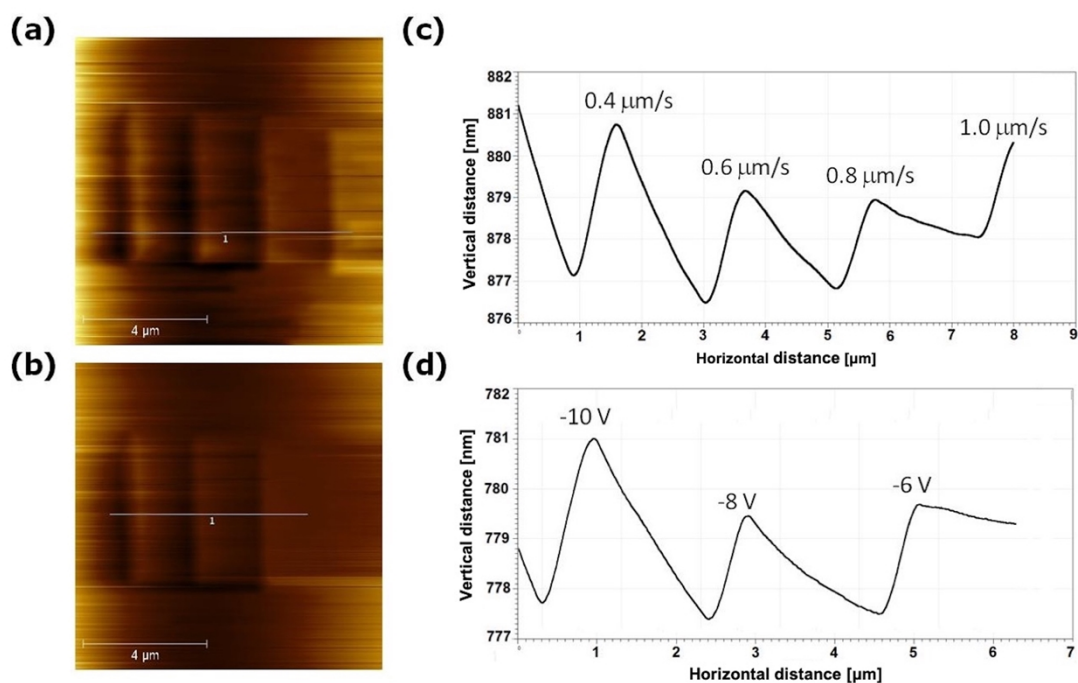 (a)
1
4 µm
(b)
1
4 µm
(c)
882
881
880
879
878
877
876
Vertical distance [nm]
0.4 µm/s
0.6 µm/s
0.8 µm/s
1.0 µm/s
0
1
2
3
4
5
6
7
8
9
Horizontal distance [µm]
(d)
782
781
780
779
778
777
Vertical distance [nm]
-10 V
-8 V
-6 V
0
1
2
3
4
5
6
7
Horizontal distance [µm]